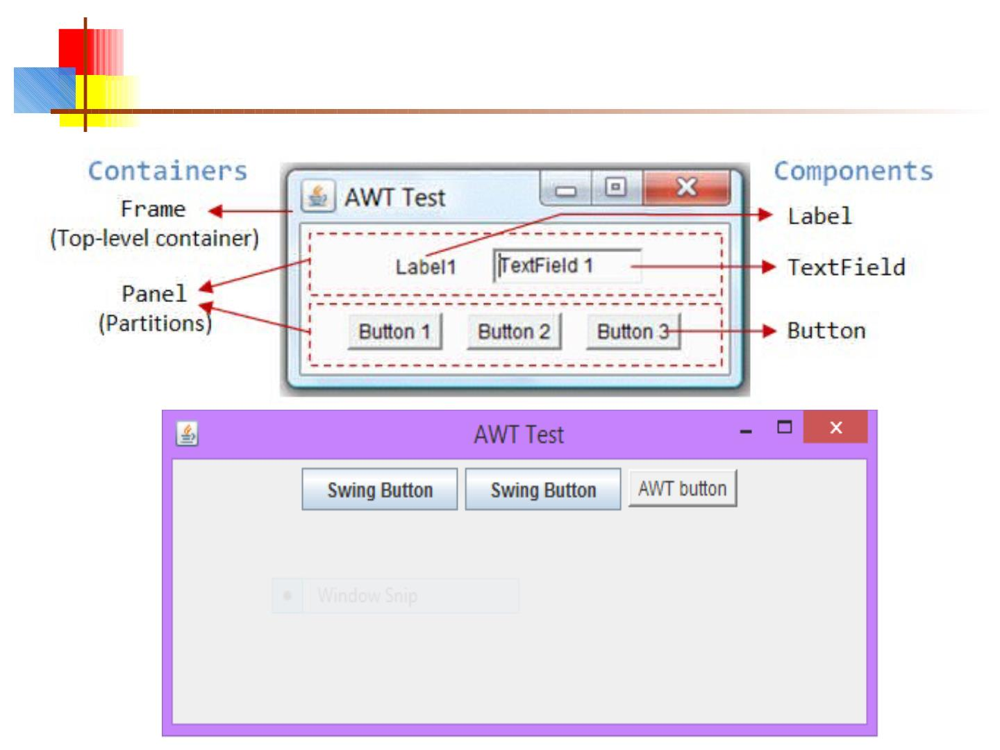 Containers
Components
Frame
(Top-level container)
Panel
(Partitions)
AWT Test
Label1
TextField 1
Button 1
Button 2
Button 3
Label
TextField
Button
AWT Test
Swing Button
Swing Button
AWT button
Window Snip